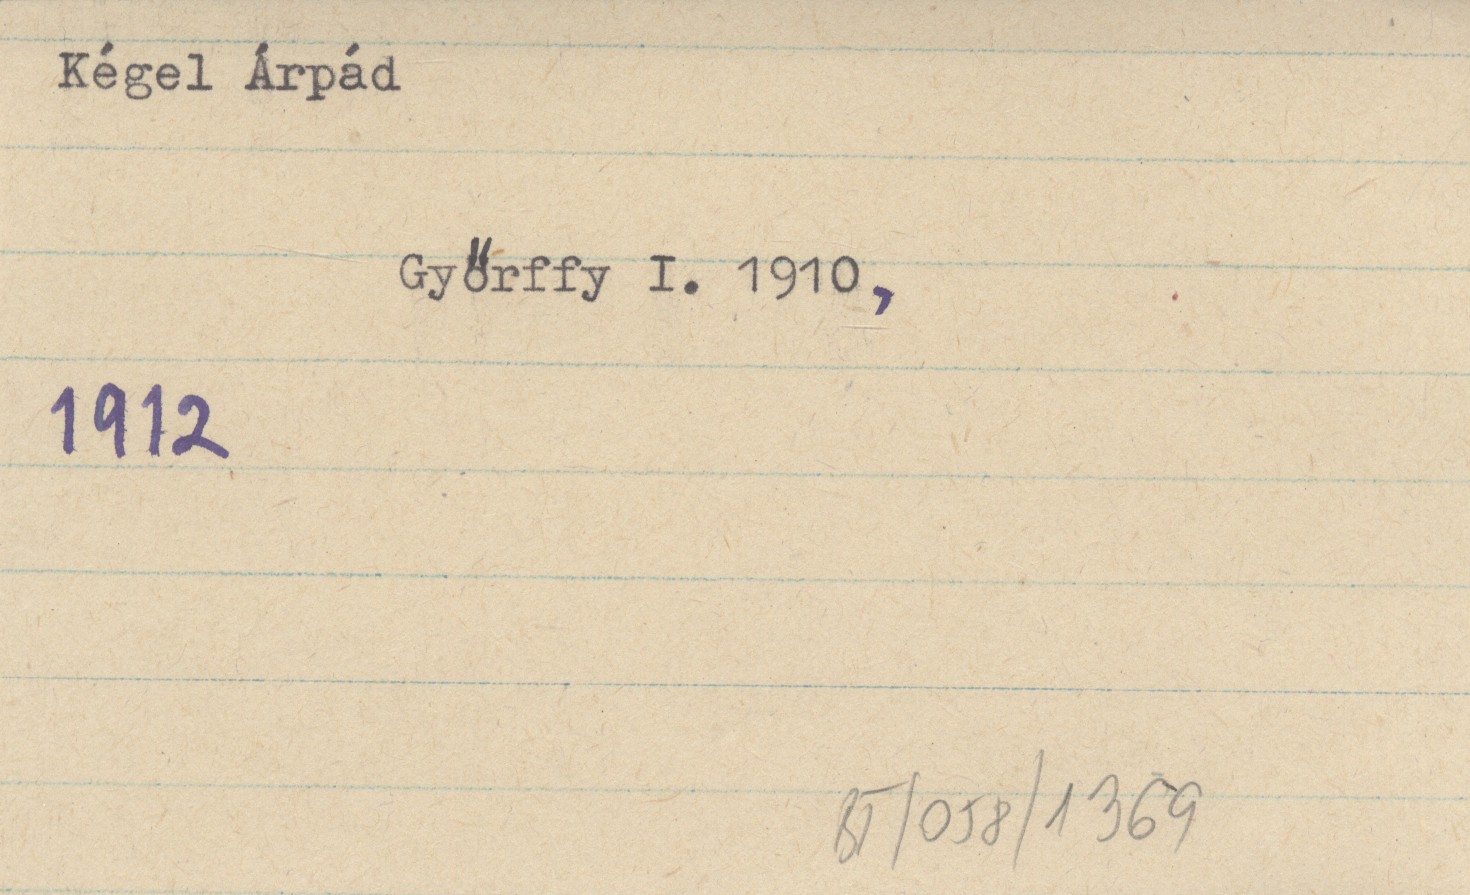 Kégel Árpád
Győrffy I. 1910,
1912
BT/058/1369